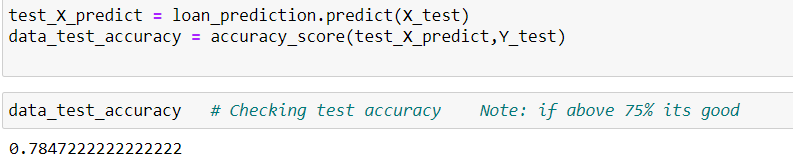 test_X_predict = loan_prediction.predict(X_test)
data_test_accuracy = accuracy_score(test_X_predict,Y_test)
data_test_accuracy   # Checking test accuracy    Note: if above 75% its good
0.7847222222222222